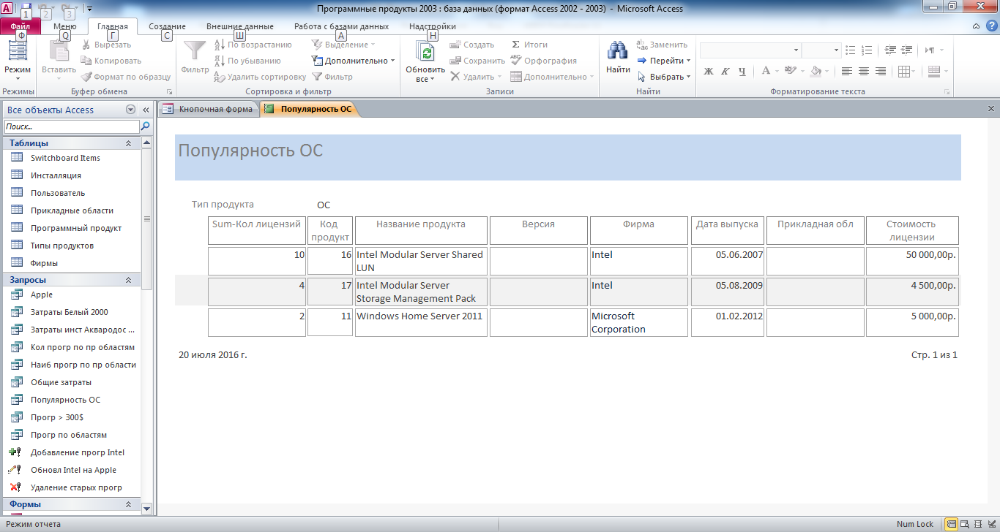 Программные продукты 2003 : база данных (формат Access 2002 - 2003) - Microsoft Access
1 2 3
Файл Меню Главная Создание Внешние данные Работа с базами данных Надстройки
Ф Q Г С Ш А Н
Режим
Режимы
Вставить
Вырезать
Копировать
Формат по образцу
Буфер обмена
Фильтр
По возрастанию
По убыванию
Удалить сортировку
Выделение
Дополнительно
Фильтр
Сортировка и фильтр
Обновить
все
Создать
Сохранить
Удалить
Итоги
Орфография
Дополнительно
Записи
Найти
Заменить
Перейти
Выбрать
Найти
Ж К Ч А
Форматирование текста
Все объекты Access
Поиск...
Таблицы
Switchboard Items
Инсталляция
Пользователь
Прикладные области
Программный продукт
Типы продуктов
Фирмы
Запросы
Apple
Затраты Белый 2000
Затраты инст Аквародос ...
Кол прогр по пр областям
Наиб прогр по пр области
Общие затраты
Популярность ОС
Прогр > 300$
Прогр по областям
Добавление прогр Intel
Обновл Intel на Apple
Удаление старых прогр
Формы
Кнопочная форма Популярность ОС
Популярность ОС
Тип продукта ОС
Sum-Кол лицензий Код Название продукта Версия Фирма Дата выпуска Прикладная обл Стоимость
продукт лицензии
10 16 Intel Modular Server Shared Intel 05.06.2007 50 000,00р.
LUN
4 17 Intel Modular Server Intel 05.08.2009 4 500,00р.
Storage Management Pack
2 11 Windows Home Server 2011 Microsoft 01.02.2012 5 000,00р.
Corporation
20 июля 2016 г. Стр. 1 из 1
Режим отчета Num Lock